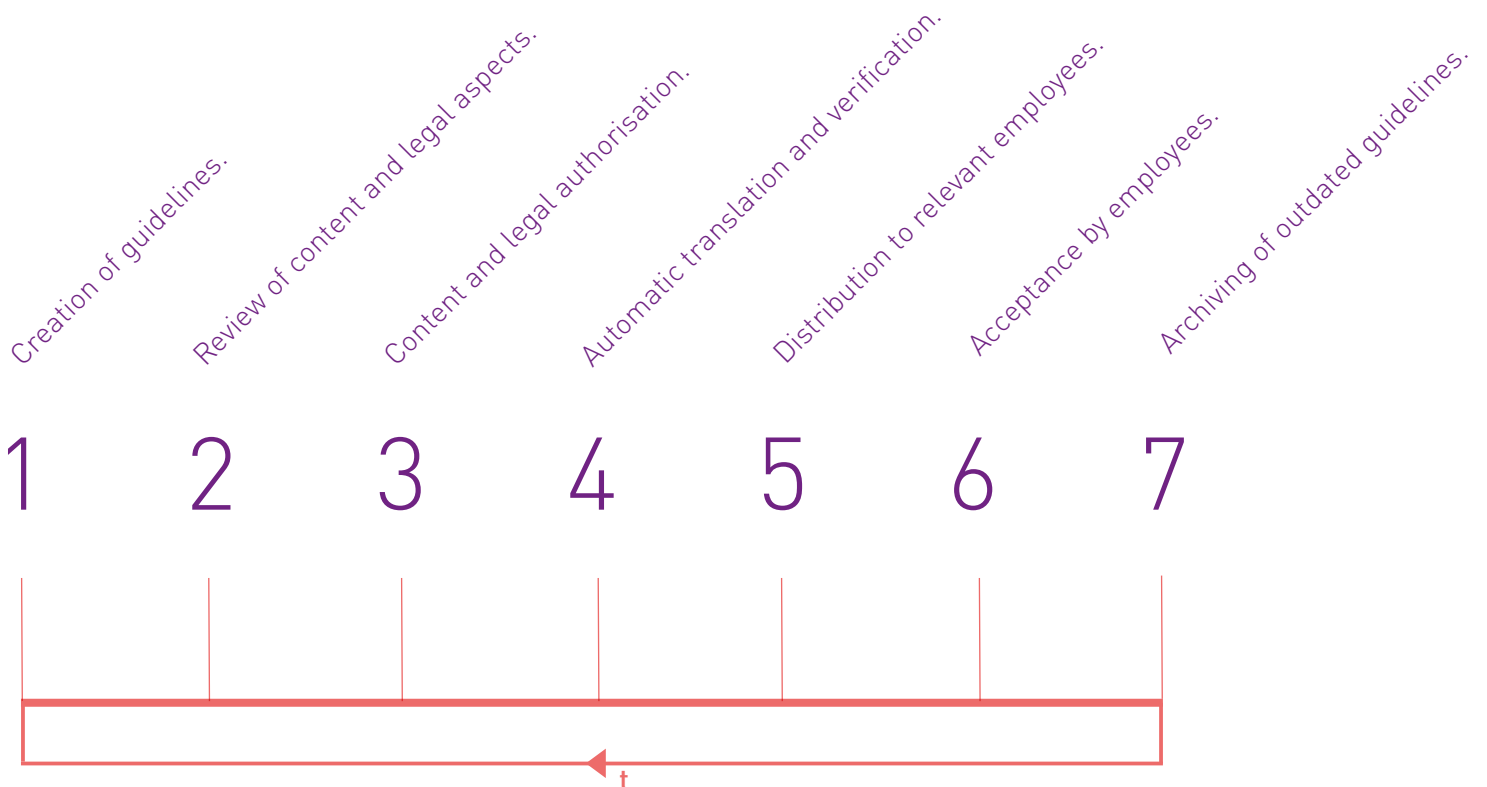 Creation of guidelines.
Review of content and legal aspects.
Content and legal authorisation.
Automatic translation and verification.
Distribution to relevant employees.
Acceptance by employees.
Archiving of outdated guidelines.
1
2
3
4
5
6
7
t